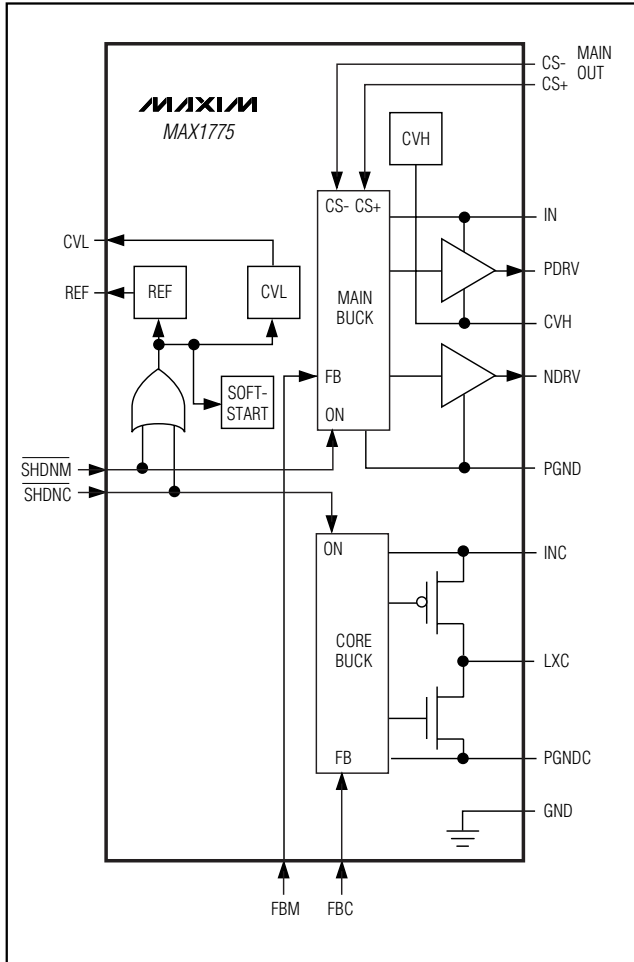 CS-
MAIN
OUT
CS+
MAXIM
MAX1775
CVH
CS- CS+
IN
CVL
PDRV
REF
REF
CVL
MAIN
BUCK
CVH
FB
NDRV
SOFT-
START
ON
SHDNM
PGND
SHDNC
ON
INC
CORE
BUCK
LXC
FB
PGNDC
GND
FBM
FBC